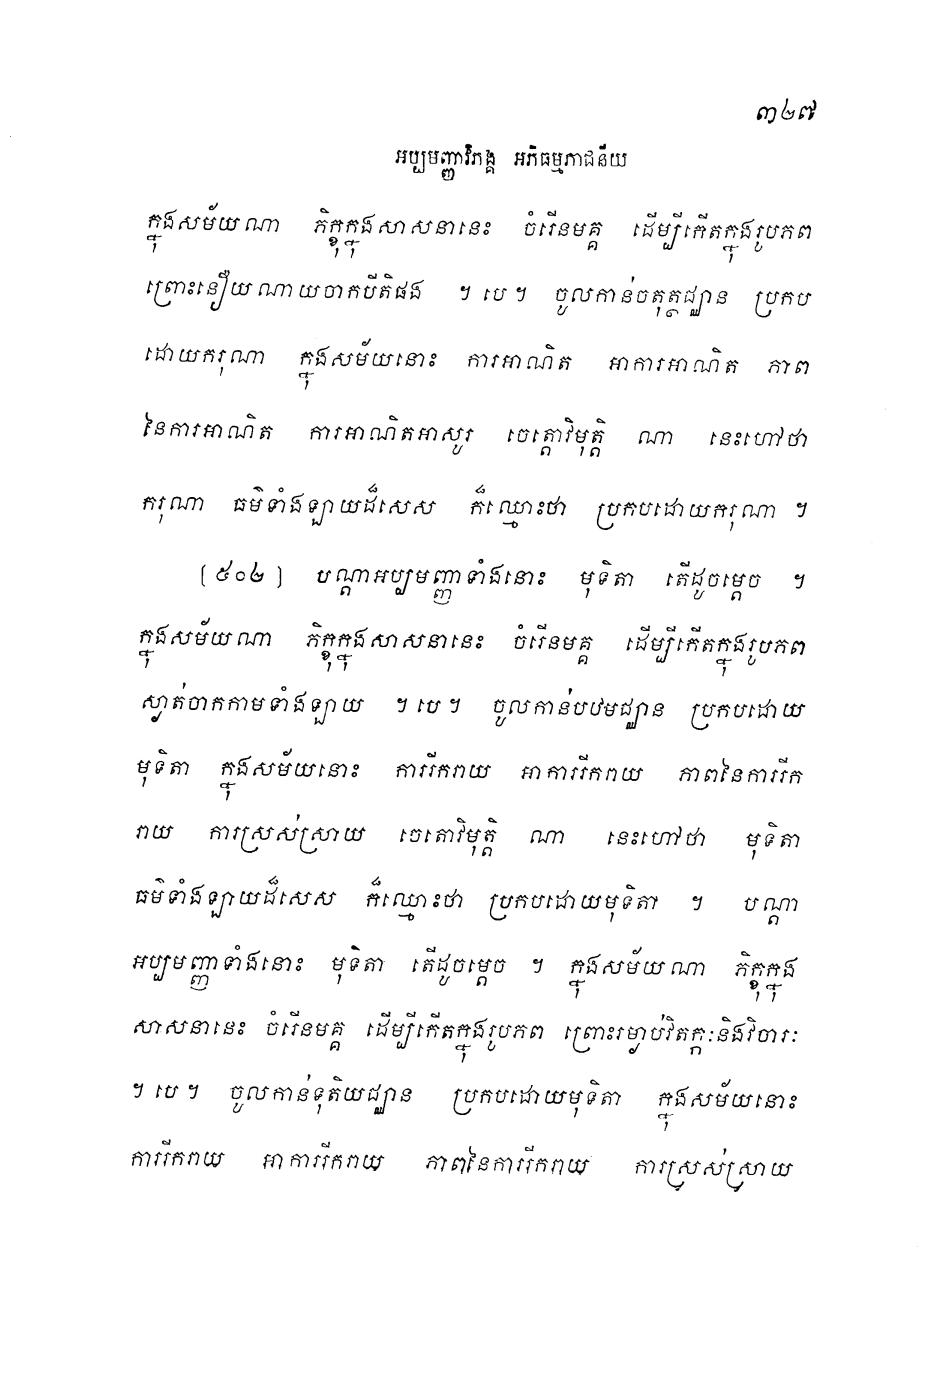 ៣២៧
អប្បមញ្ញាវិភង្គ អភិធម្មភាជនីយ
ក្នុងសម័យណា ភិក្ខុក្នុងសាសនានេះ ចំរើនមគ្គ ដើម្បីកើតក្នុងរូបភព
ព្រោះនឿយណាយចាកបីតិផង ។ បេ ។ ចូលកាន់ចតុត្ថជ្ឈាន ប្រកប
ដោយករុណា ក្នុងសម័យនោះ ការអាណិត អាការអាណិត ភាព
នៃការអាណិត ការអាណិតអាសូរ ចេត្តោវិមុត្តិ ណា នេះហៅថា
ករុណា ធម៌ទាំងឡាយដ៏សេស ក៏ឈ្មោះថា ប្រកបដោយករុណា ។
(៥០៤) បណ្តាអប្បមញ្ញាទាំងនោះ មុទិតា តើដូចម្តេច ។
ក្នុងសម័យណា ភិក្ខុក្នុងសាសនានេះ ចំរើនមគ្គ ដើម្បីកើតក្នុងរូបភព
ស្ងាត់ចាកកាមទាំងឡាយ ។ បេ ។ ចូលកាន់បឋមជ្ឈាន ប្រកបដោយ
មុទិតា ក្នុងសម័យនោះ ការរីករាយ អាការរីករាយ ភាពនៃការរីក
រាយ ការស្រស់ស្រាយ ចេតោវិមុត្តិ ណា នេះហៅថា មុទិតា
ធម៌ទាំងឡាយដ៏សេស ក៏ឈ្មោះថា ប្រកបដោយមុទិតា ។ បណ្តា
អប្បមញ្ញាទាំងនោះ មុទិតា តើដូចម្តេច ។ ក្នុងសម័យណា ភិក្ខុក្នុង
សាសនានេះ ចំរើនមគ្គ ដើម្បីកើតក្នុងរូបភព ព្រោះរម្ងាប់វិតក្កៈនិងវិចារៈ
។ បេ ។ ចូលកាន់ទុតិយជ្ឈាន ប្រកបដោយមុទិតា ក្នុងសម័យនោះ
ការរីករាយ អាការរីករាយ ភាពនៃការរីករាយ ការស្រស់ស្រាយ